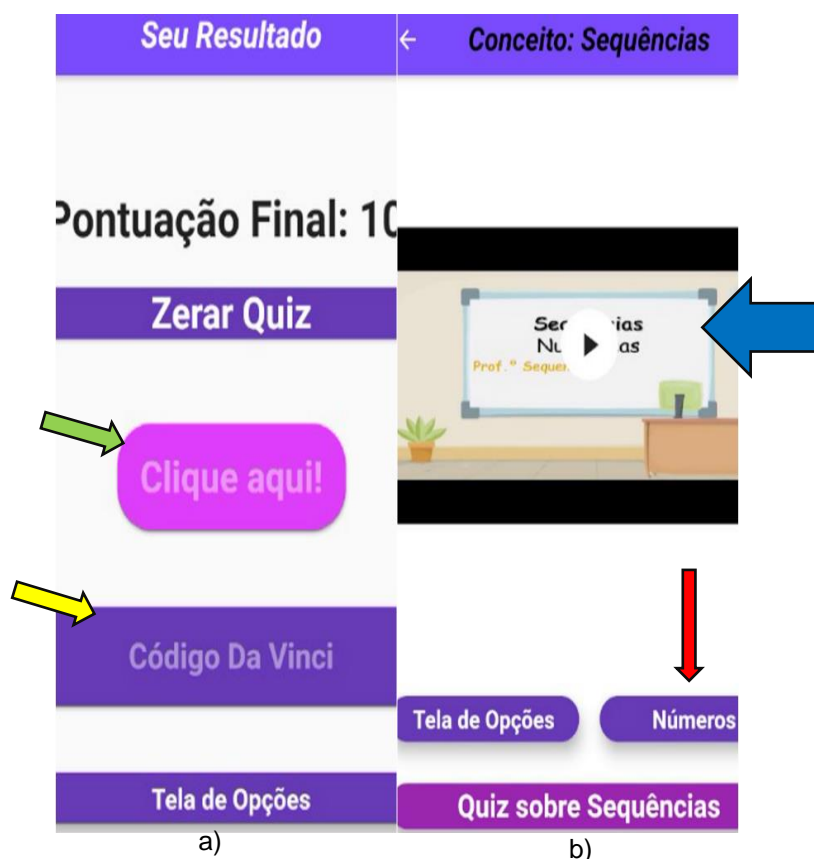 Seu Resultado
Pontuação Final: 10
Zerar Quiz
Clique aqui!
Código Da Vinci
Tela de Opções
a)
← Conceito: Sequências
Prof.ª
Tela de Opções
Números
Quiz sobre Sequências
b)